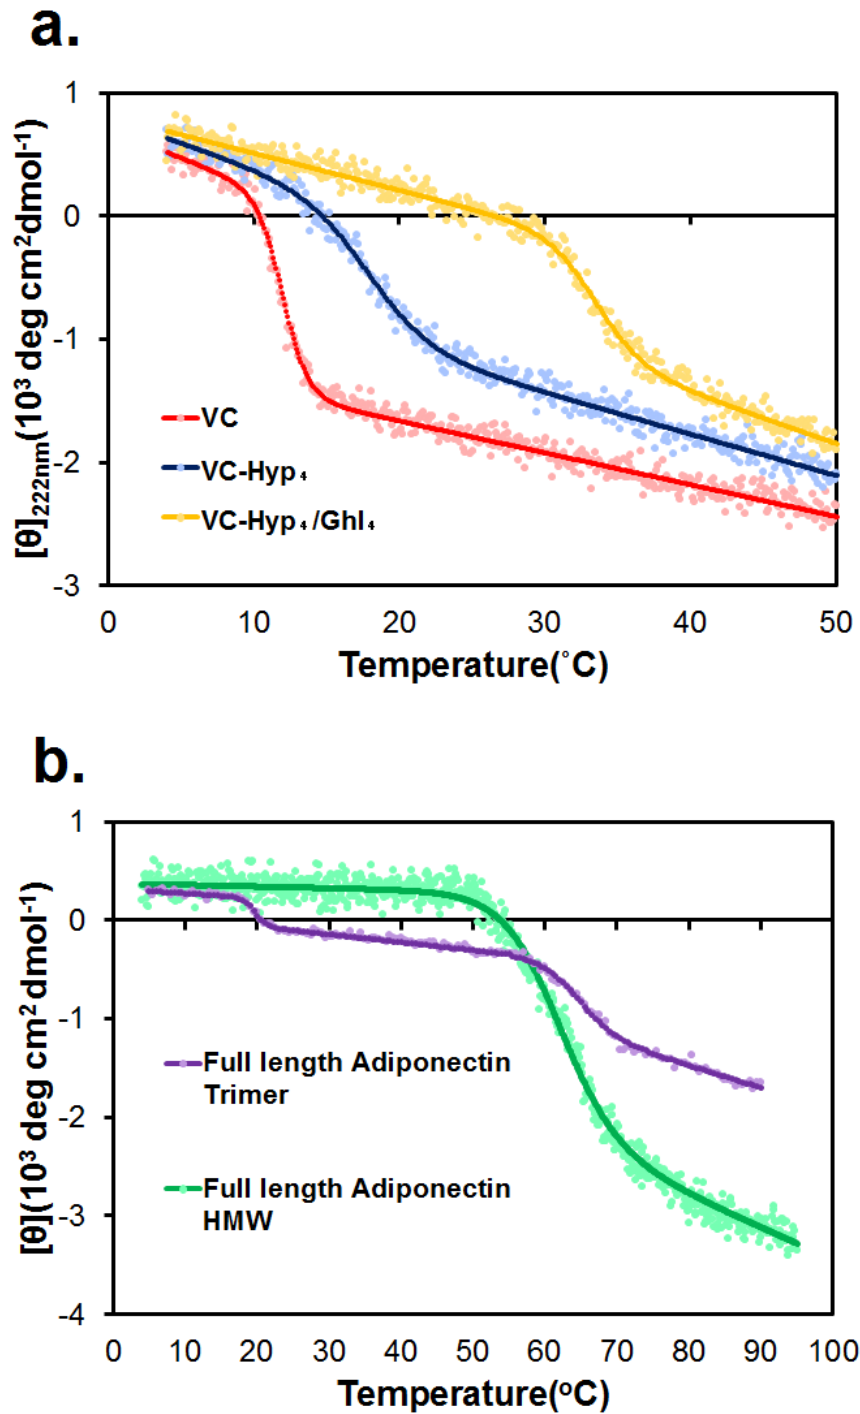 a.
[θ]222nm(10³ deg cm²dmol⁻¹)
1
0
-1
-2
-3
VC
VC-Hyp₄
VC-Hyp₄/Ghl₄
0 10 20 30 40 50
Temperature(˚C)
b.
[θ](10³ deg cm² dmol⁻¹)
1
0
-1
-2
-3
-4
Full length Adiponectin
Trimer
Full length Adiponectin
HMW
0 10 20 30 40 50 60 70 80 90 100
Temperature(ºC)